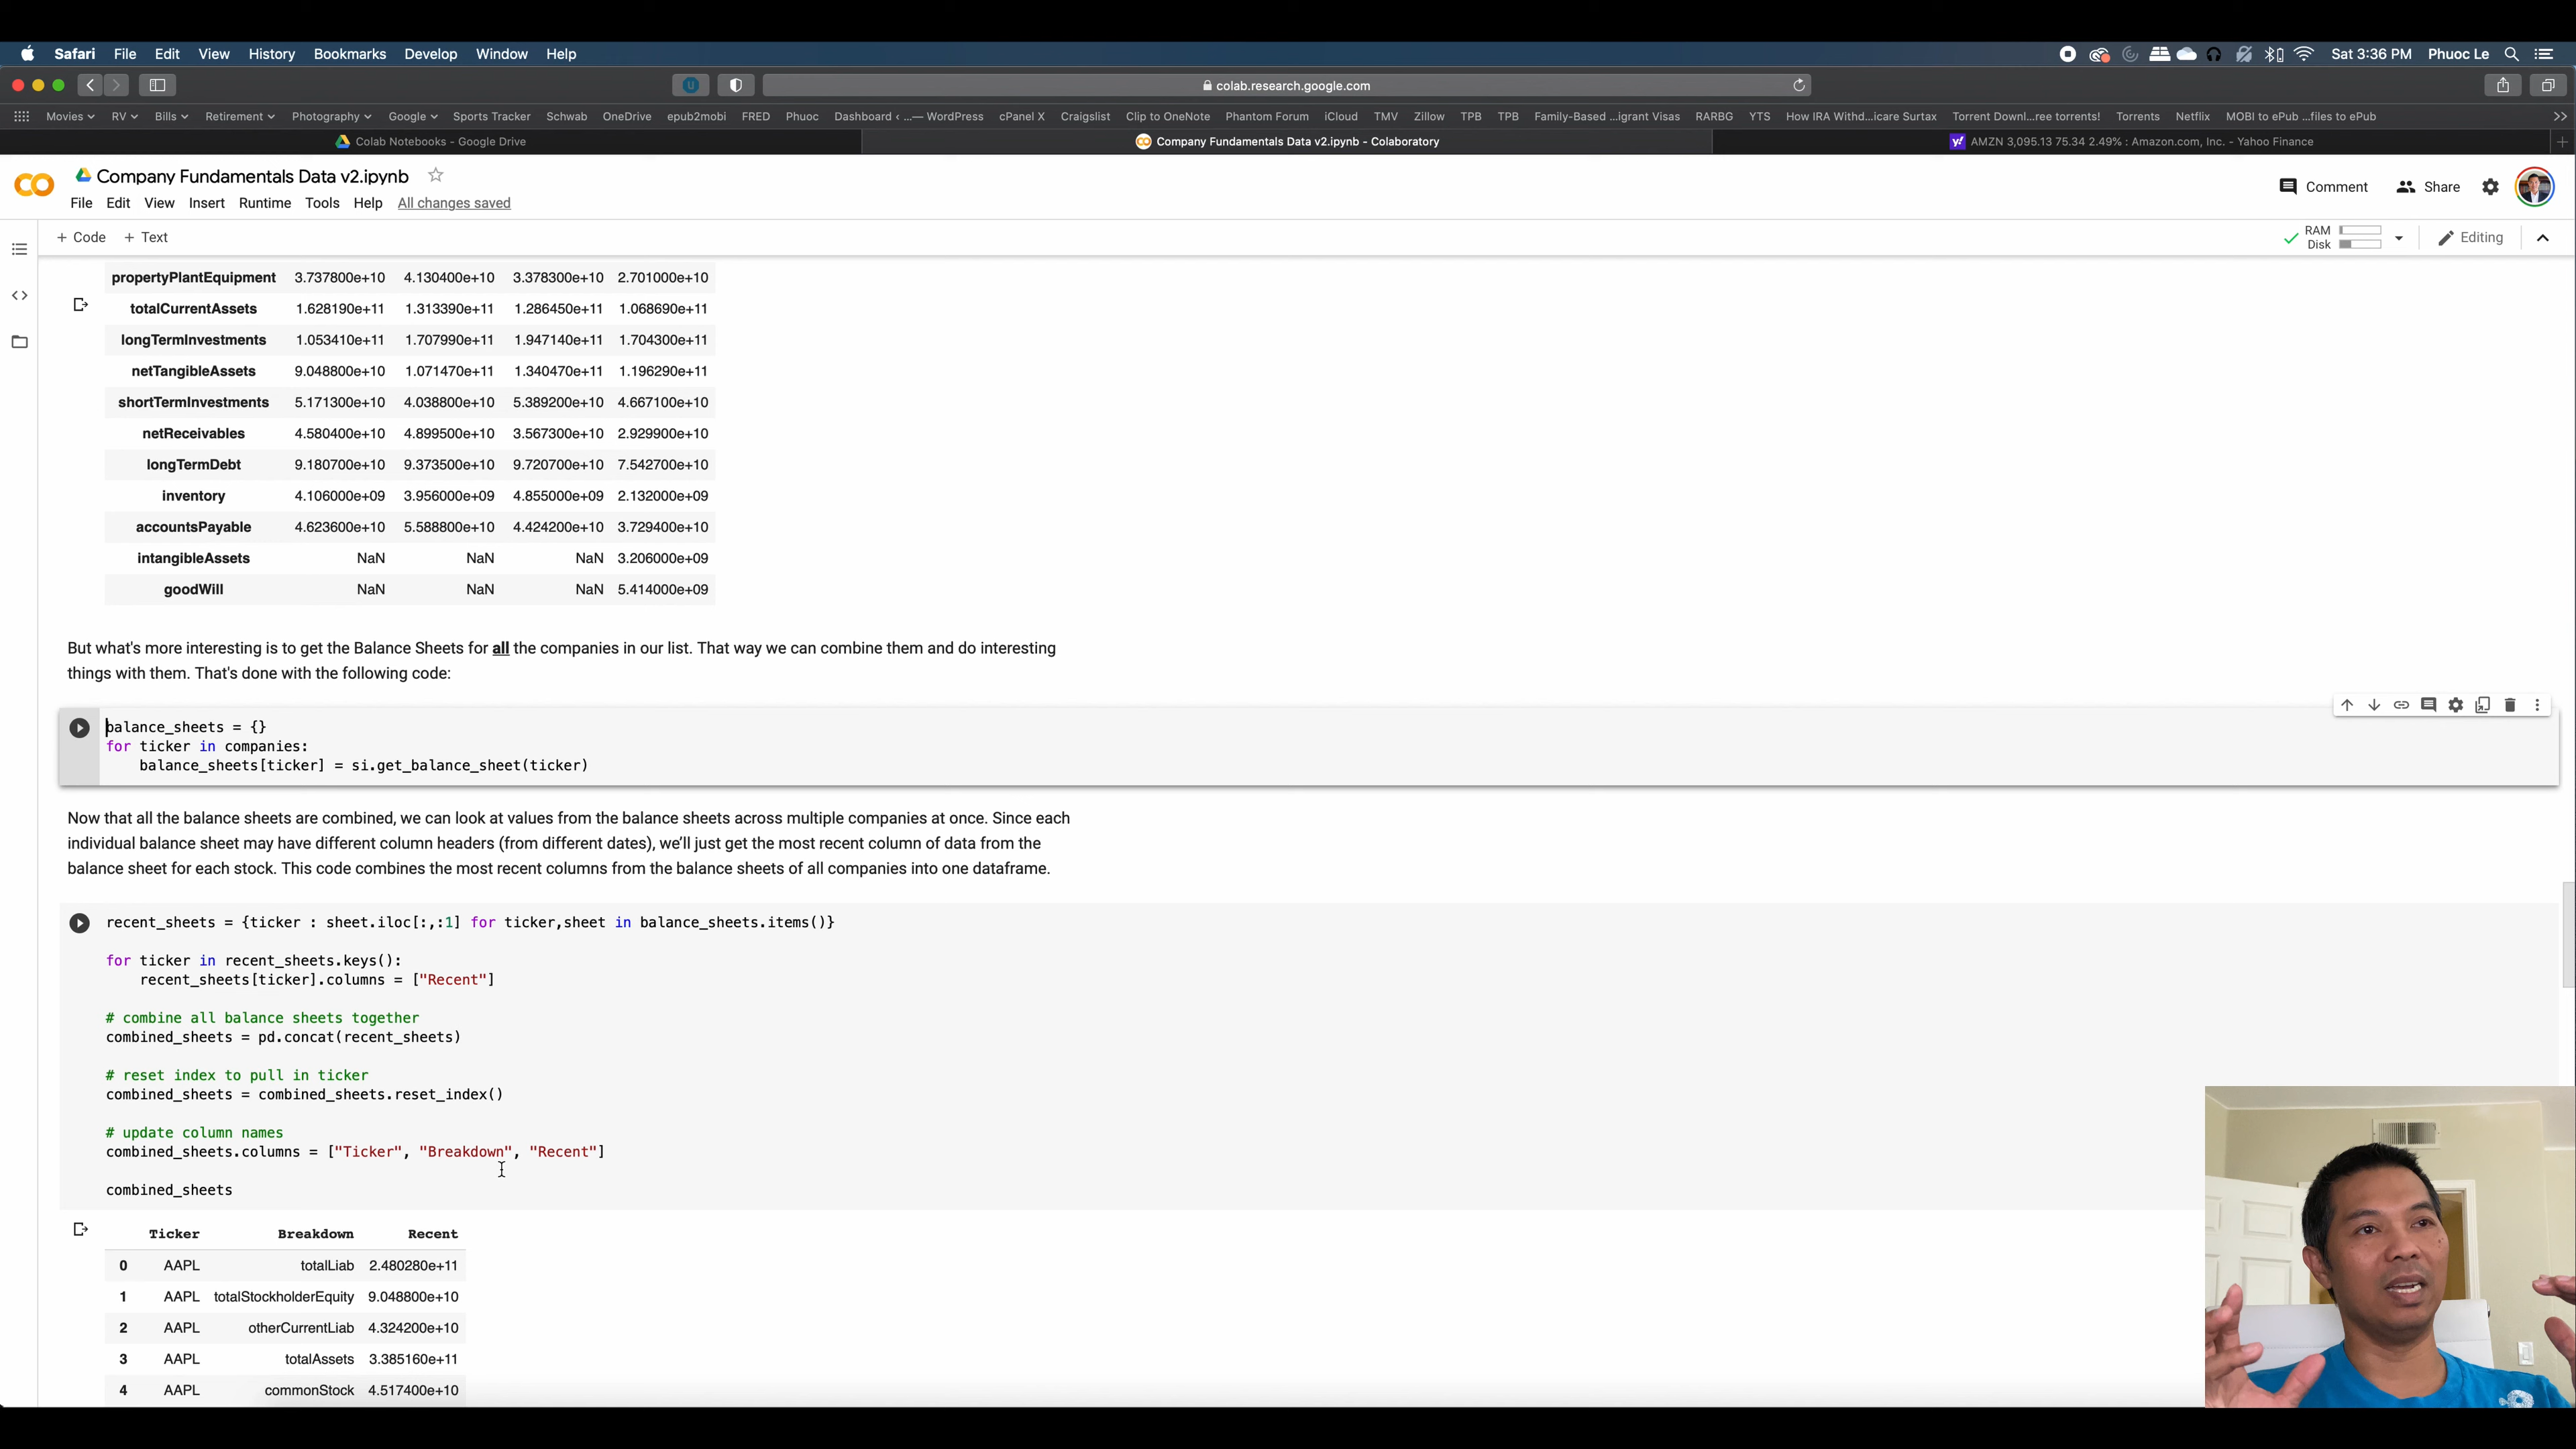 Safari File Edit View History Bookmarks Develop Window Help Sat 3:36 PM Phuoc Le
colab.research.google.com
Movies RV Bills Retirement Photography Google Sports Tracker Schwab OneDrive epub2mobi FRED Phuoc Dashboard ‹ ...— WordPress cPanel X Craigslist Clip to OneNote Phantom Forum iCloud TMV Zillow TPB TPB Family-Based ...igrant Visas RARBG YTS How IRA Withd...icare Surtax Torrent Downl...ree torrents! Torrents Netflix MOBI to ePub ...files to ePub
Colab Notebooks - Google Drive Company Fundamentals Data v2.ipynb - Colaboratory AMZN 3,095.13 75.34 2.49% : Amazon.com, Inc. - Yahoo Finance
Company Fundamentals Data v2.ipynb
Comment Share
File Edit View Insert Runtime Tools Help All changes saved
+ Code + Text
RAM
Disk
Editing
propertyPlantEquipment 3.737800e+10 4.130400e+10 3.378300e+10 2.701000e+10
totalCurrentAssets 1.628190e+11 1.313390e+11 1.286450e+11 1.068690e+11
longTermInvestments 1.053410e+11 1.707990e+11 1.947140e+11 1.704300e+11
netTangibleAssets 9.048800e+10 1.071470e+11 1.340470e+11 1.196290e+11
shortTermInvestments 5.171300e+10 4.038800e+10 5.389200e+10 4.667100e+10
netReceivables 4.580400e+10 4.899500e+10 3.567300e+10 2.929900e+10
longTermDebt 9.180700e+10 9.373500e+10 9.720700e+10 7.542700e+10
inventory 4.106000e+09 3.956000e+09 4.855000e+09 2.132000e+09
accountsPayable 4.623600e+10 5.588800e+10 4.424200e+10 3.729400e+10
intangibleAssets NaN NaN NaN 3.206000e+09
goodWill NaN NaN NaN 5.414000e+09
But what's more interesting is to get the Balance Sheets for all the companies in our list. That way we can combine them and do interesting
things with them. That's done with the following code:
balance_sheets = {}
for ticker in companies:
balance_sheets[ticker] = si.get_balance_sheet(ticker)
Now that all the balance sheets are combined, we can look at values from the balance sheets across multiple companies at once. Since each
individual balance sheet may have different column headers (from different dates), we'll just get the most recent column of data from the
balance sheet for each stock. This code combines the most recent columns from the balance sheets of all companies into one dataframe.
recent_sheets = {ticker : sheet.iloc[:,:1] for ticker,sheet in balance_sheets.items()}
for ticker in recent_sheets.keys():
recent_sheets[ticker].columns = ["Recent"]
# combine all balance sheets together
combined_sheets = pd.concat(recent_sheets)
# reset index to pull in ticker
combined_sheets = combined_sheets.reset_index()
# update column names
combined_sheets.columns = ["Ticker", "Breakdown", "Recent"]
combined_sheets
Ticker Breakdown Recent
0 AAPL totalLiab 2.480280e+11
1 AAPL totalStockholderEquity 9.048800e+10
2 AAPL otherCurrentLiab 4.324200e+10
3 AAPL totalAssets 3.385160e+11
4 AAPL commonStock 4.517400e+10